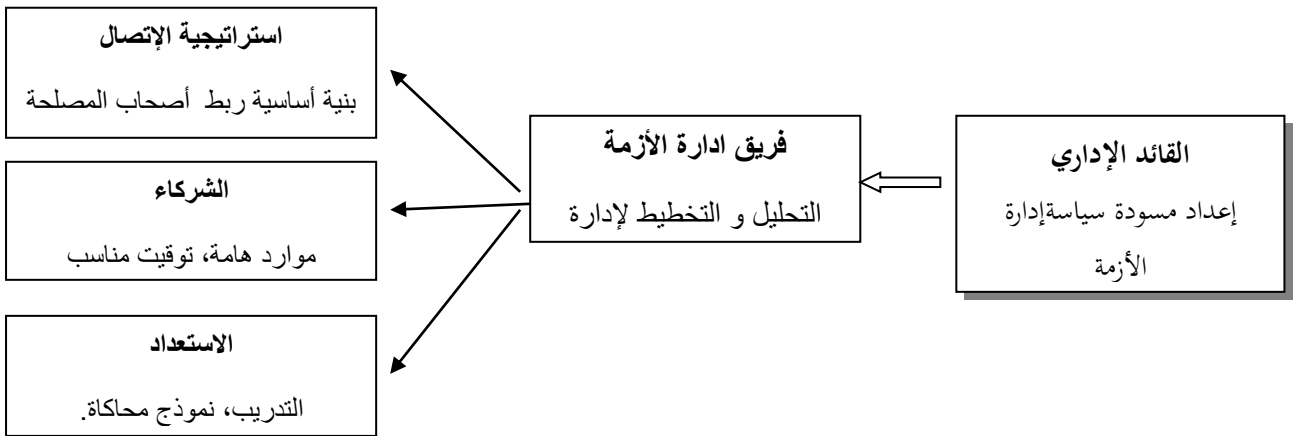 القائد الإداري
إعداد مسودة سياسةإدارة
الأزمة
فريق ادارة الأزمة
التحليل و التخطيط لإدارة
استراتيجية الإتصال
بنية أساسية ربط أصحاب المصلحة
الشركاء
موارد هامة، توقيت مناسب
الاستعداد
التدريب، نموذج محاكاة.